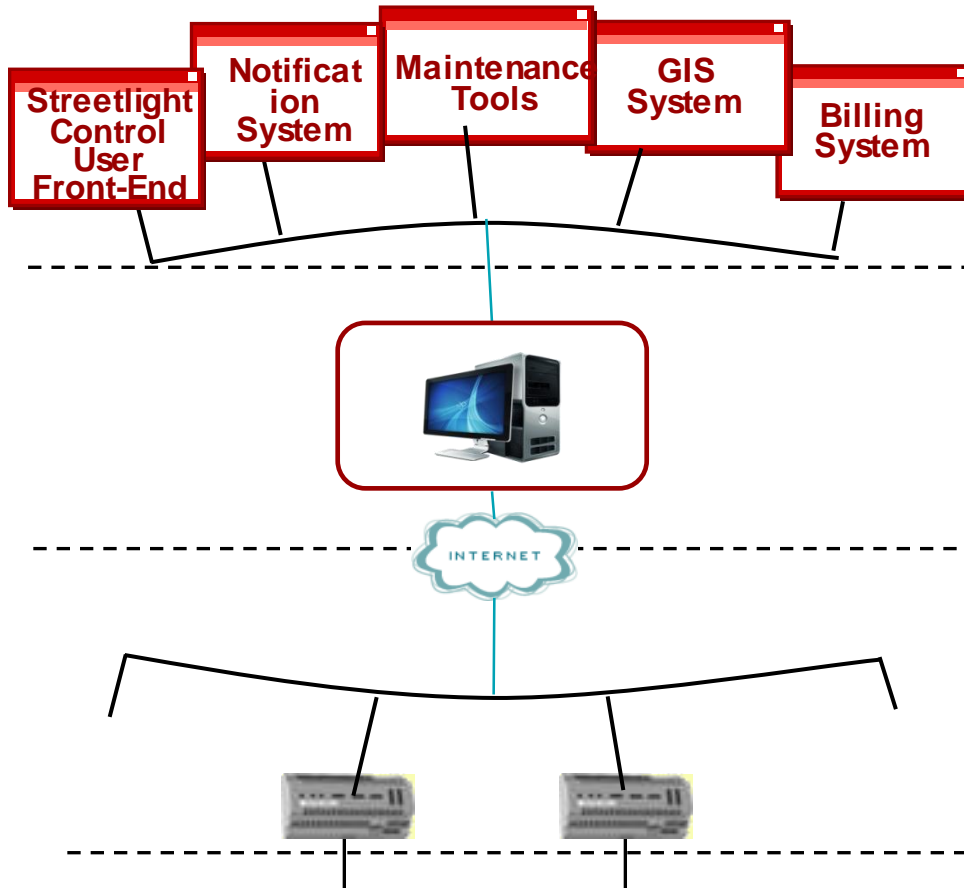 Streetlight
Control
User
Front-End
Notificat
ion
System
Maintenance
Tools
GIS
System
Billing
System
INTERNET